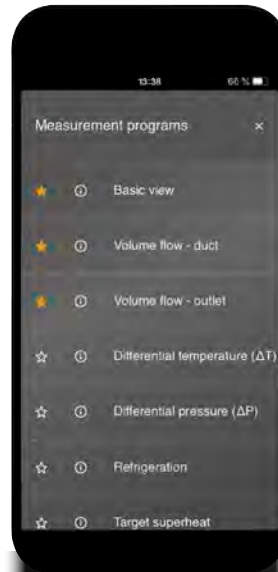 13:38 66 %
Measurement programs ×
Basic view
Volume flow - duct
Volume flow - outlet
Differential temperature (ΔT)
Differential pressure (ΔP)
Refrigeration
Target superheat